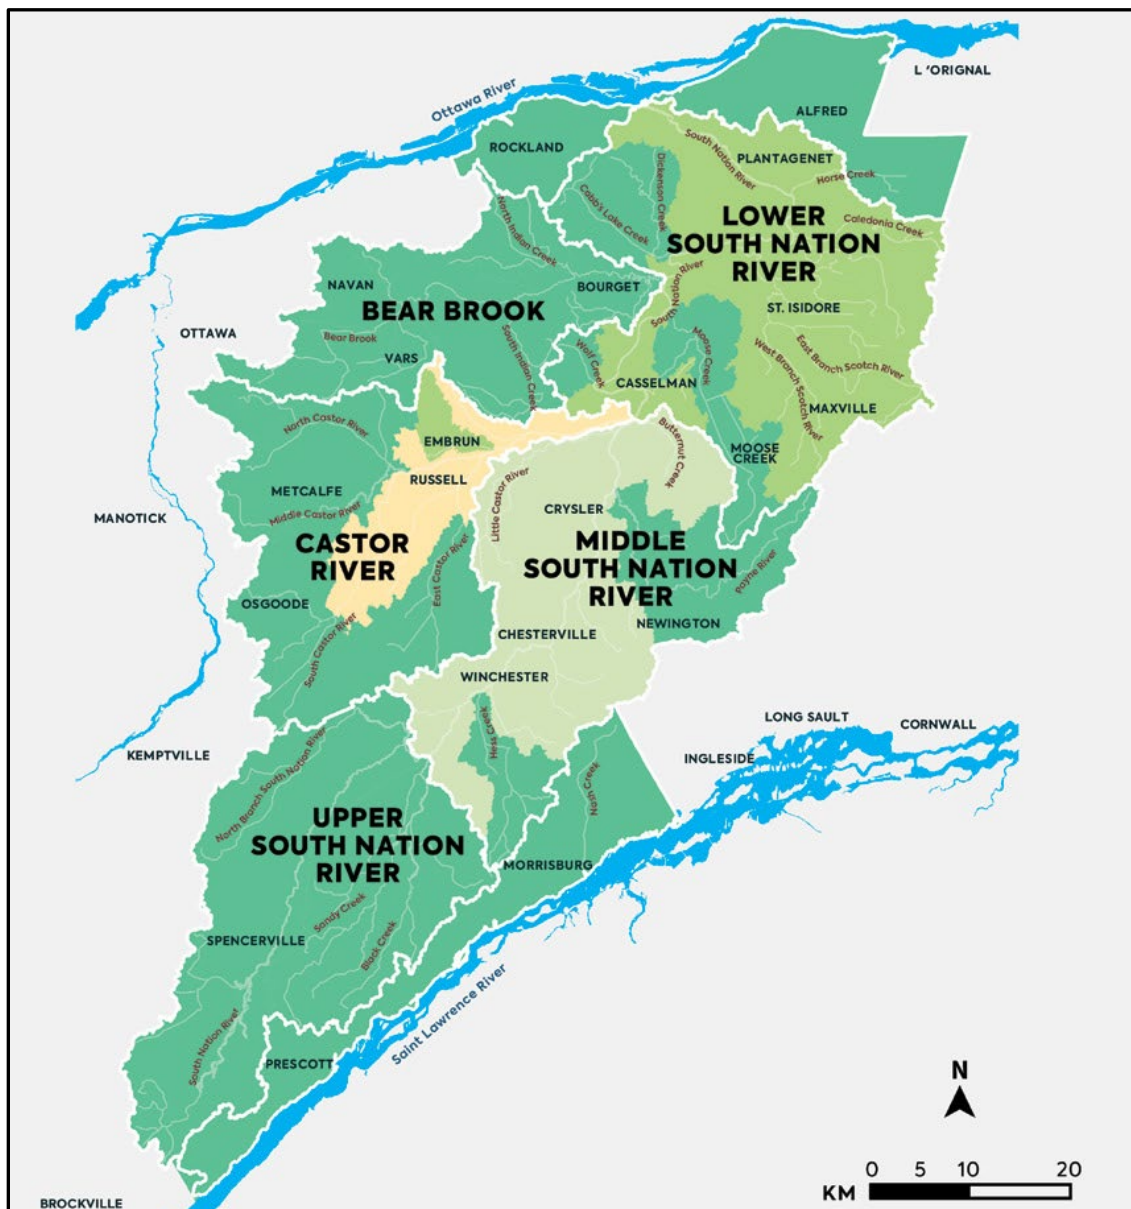 L 'ORIGNAL
Ottawa River
ALFRED
ROCKLAND
South Nation River
PLANTAGENET
Dickenson Creek
Horse Creek
Cobb's Lake Creek
North Indian Creek
LOWER
SOUTH NATION
RIVER
Caledonia Creek
NAVAN
BOURGET
South Nation River
BEAR BROOK
ST. ISIDORE
OTTAWA
Bear Brook
VARS
South Indian Creek
Wolf Creek
Moose Creek
West Branch Scotch River
East Branch Scotch River
CASSELMAN
MAXVILLE
North Castor River
EMBRUN
Butternut Creek
MOOSE
CREEK
RUSSELL
METCALFE
Little Castor River
CRYSLER
MANOTICK
Middle Castor River
CASTOR
RIVER
East Castor River
MIDDLE
SOUTH NATION
RIVER
Payne River
OSGOODE
South Castor River
CHESTERVILLE
NEWINGTON
WINCHESTER
LONG SAULT
CORNWALL
KEMPTVILLE
North Branch South Nation River
Hess Creek
INGLESIDE
Nash Creek
UPPER
SOUTH NATION
RIVER
MORRISBURG
Sandy Creek
Black Creek
SPENCERVILLE
South Nation River
Saint Lawrence River
PRESCOTT
N
0 5 10 20
KM
BROCKVILLE